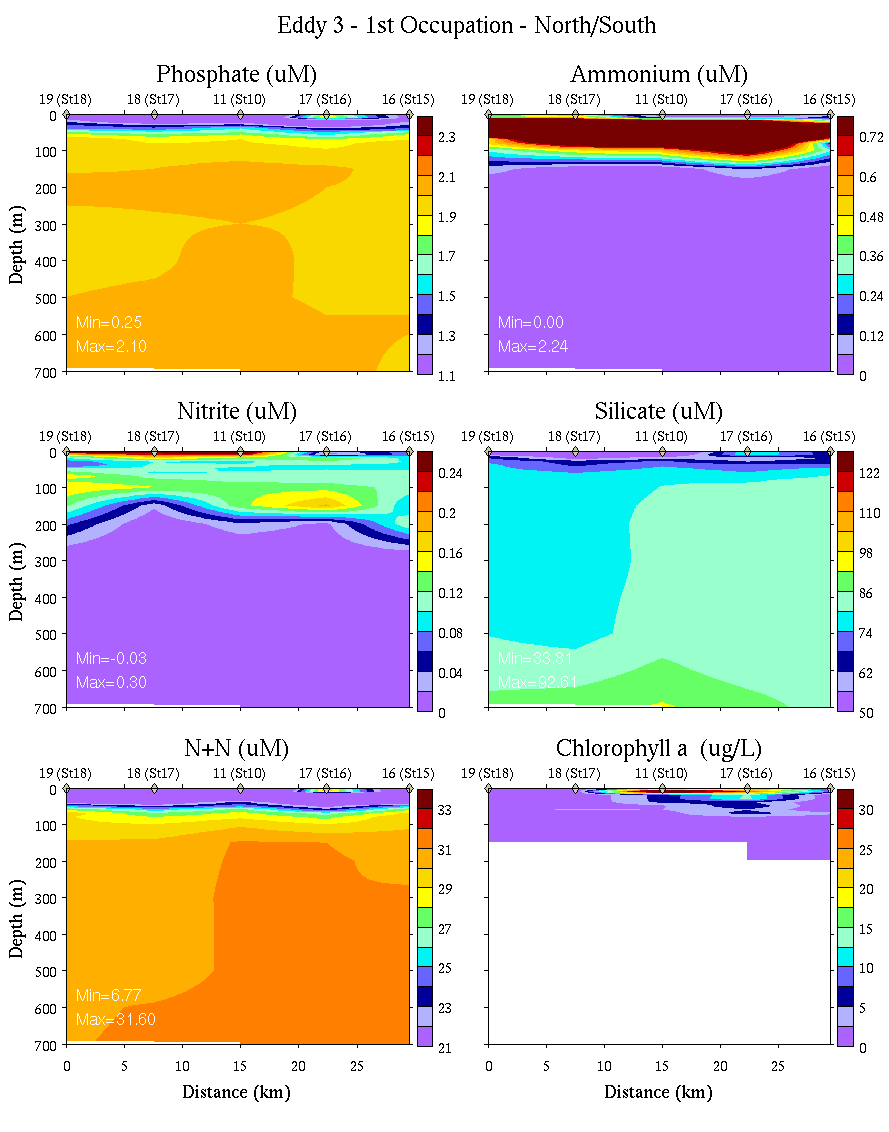 Eddy 3 - 1st Occupation - North/South
Phosphate (uM)
19 (St18) 18 (St17) 11 (St10) 17 (St16) 16 (St15)
0
100
200
300
400
500
600
700
Depth (m)
Min=0.25
Max=2.10
2.3
2.1
1.9
1.7
1.5
1.3
1.1
Ammonium (uM)
19 (St18) 18 (St17) 11 (St10) 17 (St16) 16 (St15)
Min=0.00
Max=2.24
0.72
0.6
0.48
0.36
0.24
0.12
0
Nitrite (uM)
19 (St18) 18 (St17) 11 (St10) 17 (St16) 16 (St15)
0
100
200
300
400
500
600
700
Depth (m)
Min=-0.03
Max=0.30
0.24
0.2
0.16
0.12
0.08
0.04
0
Silicate (uM)
19 (St18) 18 (St17) 11 (St10) 17 (St16) 16 (St15)
Min=33.81
Max=92.61
122
110
98
86
74
62
50
N+N (uM)
19 (St18) 18 (St17) 11 (St10) 17 (St16) 16 (St15)
0
100
200
300
400
500
600
700
Depth (m)
Min=6.77
Max=31.60
33
31
29
27
25
23
21
0 5 10 15 20 25
Distance (km)
Chlorophyll a (ug/L)
19 (St18) 18 (St17) 11 (St10) 17 (St16) 16 (St15)
30
25
20
15
10
5
0
0 5 10 15 20 25
Distance (km)